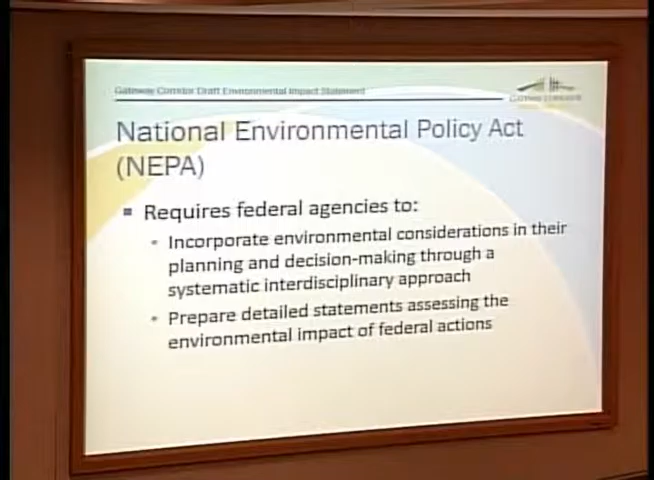 Gateway Corridor Draft Environmental Impact Statement
GATEWAY CORRIDOR
National Environmental Policy Act
(NEPA)
Requires federal agencies to:
Incorporate environmental considerations in their
planning and decision-making through a
systematic interdisciplinary approach
Prepare detailed statements assessing the
environmental impact of federal actions